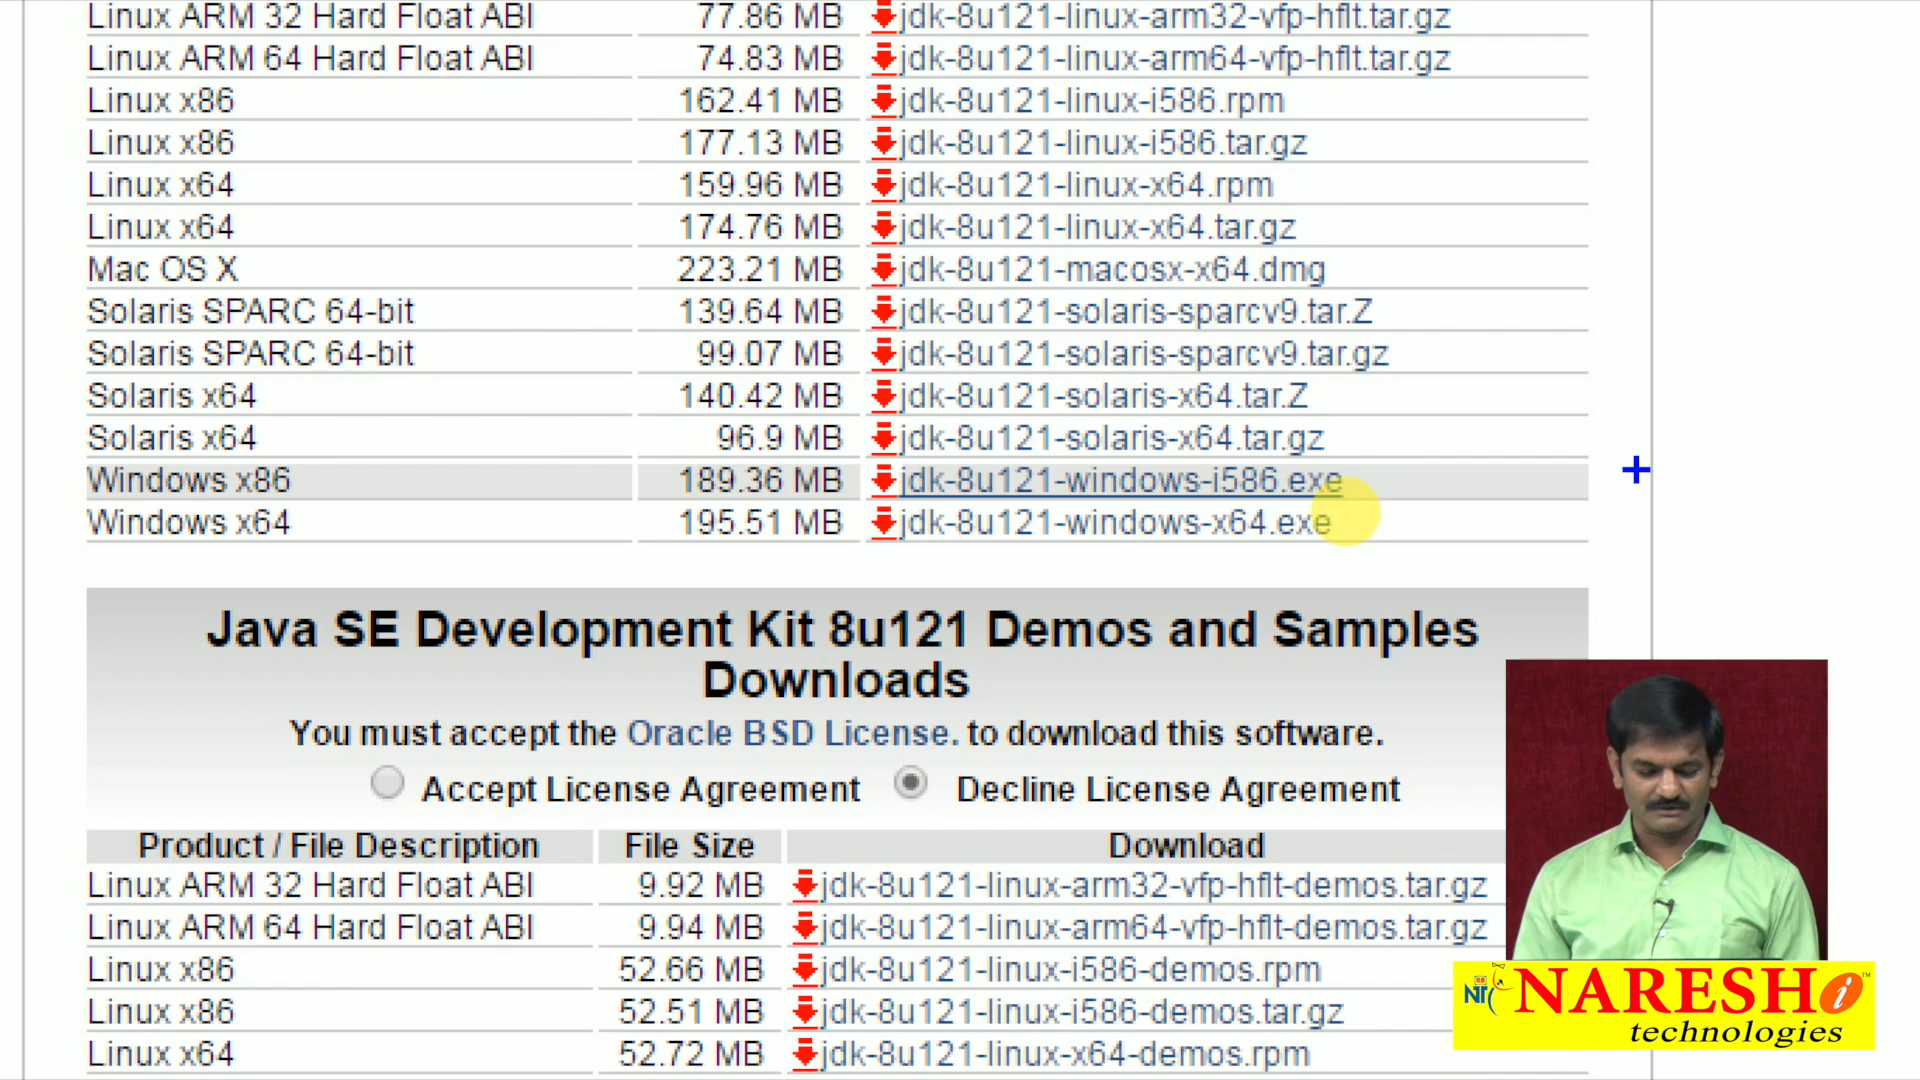 Linux ARM 32 Hard Float ABI 77.86 MB jdk-8u121-linux-arm32-vfp-hflt.tar.gz
Linux ARM 64 Hard Float ABI 74.83 MB jdk-8u121-linux-arm64-vfp-hflt.tar.gz
Linux x86 162.41 MB jdk-8u121-linux-i586.rpm
Linux x86 177.13 MB jdk-8u121-linux-i586.tar.gz
Linux x64 159.96 MB jdk-8u121-linux-x64.rpm
Linux x64 174.76 MB jdk-8u121-linux-x64.tar.gz
Mac OS X 223.21 MB jdk-8u121-macosx-x64.dmg
Solaris SPARC 64-bit 139.64 MB jdk-8u121-solaris-sparcv9.tar.Z
Solaris SPARC 64-bit 99.07 MB jdk-8u121-solaris-sparcv9.tar.gz
Solaris x64 140.42 MB jdk-8u121-solaris-x64.tar.Z
Solaris x64 96.9 MB jdk-8u121-solaris-x64.tar.gz
Windows x86 189.36 MB jdk-8u121-windows-i586.exe
Windows x64 195.51 MB jdk-8u121-windows-x64.exe
Java SE Development Kit 8u121 Demos and Samples
Downloads
You must accept the Oracle BSD License. to download this software.
Accept License Agreement Decline License Agreement
Product / File Description File Size Download
Linux ARM 32 Hard Float ABI 9.92 MB jdk-8u121-linux-arm32-vfp-hflt-demos.tar.gz
Linux ARM 64 Hard Float ABI 9.94 MB jdk-8u121-linux-arm64-vfp-hflt-demos.tar.gz
Linux x86 52.66 MB jdk-8u121-linux-i586-demos.rpm
Linux x86 52.51 MB jdk-8u121-linux-i586-demos.tar.gz
Linux x64 52.72 MB jdk-8u121-linux-x64-demos.rpm
NARESH i
technologies